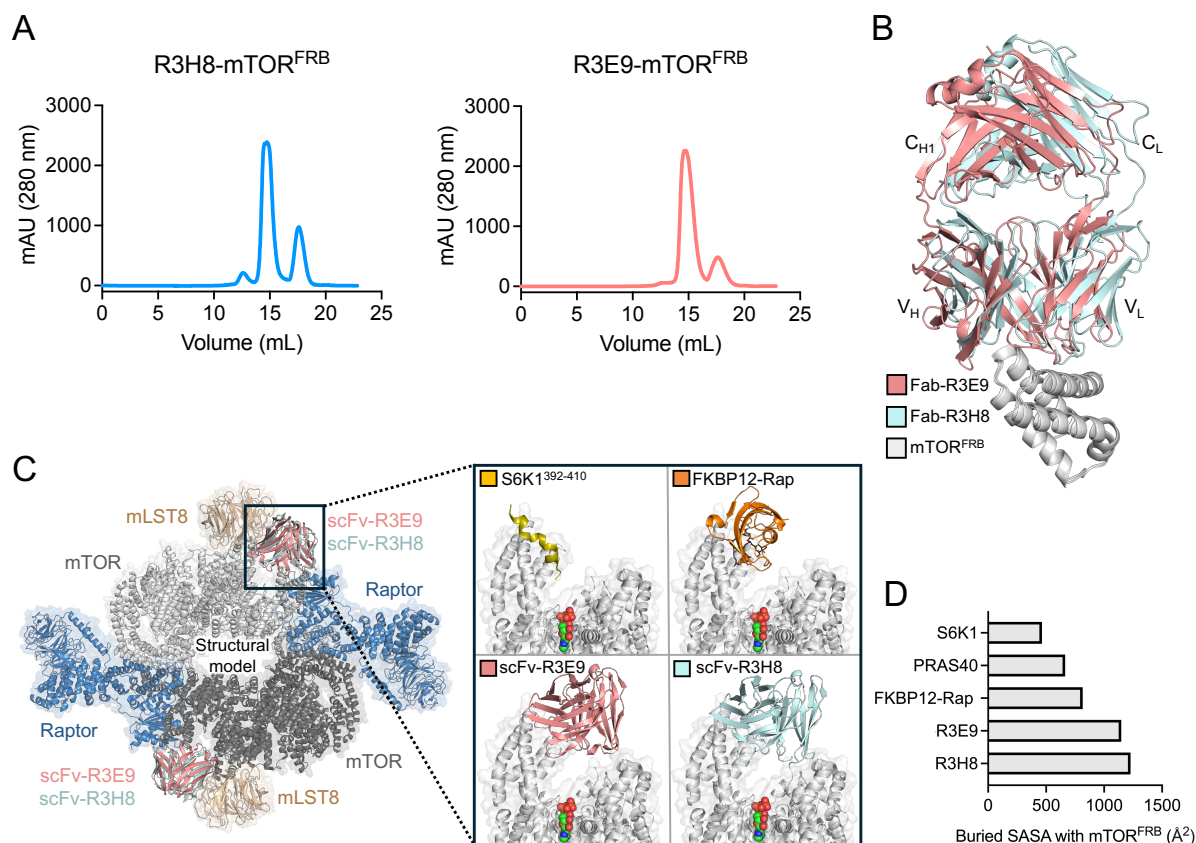 A
R3H8-mTORFRB
3000
2000
1000
0
mAU (280 nm)
0 5 10 15 20 25
Volume (mL)
R3E9-mTORFRB
3000
2000
1000
0
mAU (280 nm)
0 5 10 15 20 25
Volume (mL)
B
CH1
CL
VH
VL
Fab-R3E9
Fab-R3H8
mTORFRB
C
mLST8
scFv-R3E9
scFv-R3H8
mTOR
Raptor
Structural
model
Raptor
mTOR
scFv-R3E9
scFv-R3H8
mLST8
S6K1392-410
FKBP12-Rap
scFv-R3E9
scFv-R3H8
D
S6K1
PRAS40
FKBP12-Rap
R3E9
R3H8
0 500 1000 1500
Buried SASA with mTORFRB (Å2)